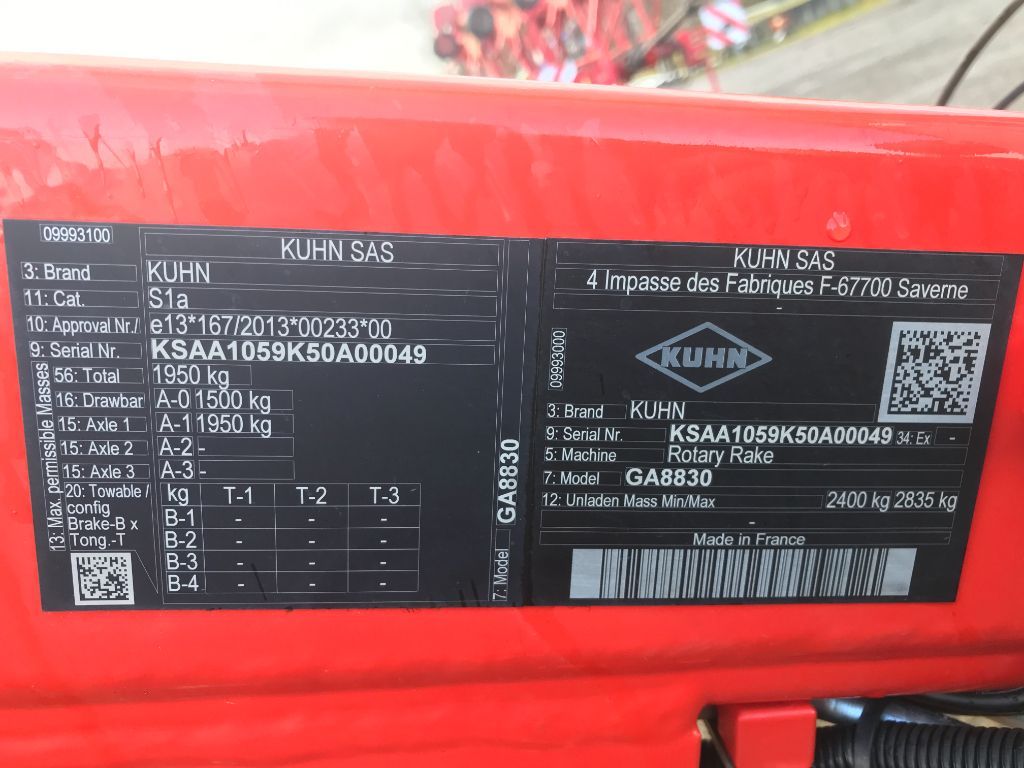 09993100
KUHN SAS
3: Brand KUHN
11: Cat. S1a
10: Approval Nr./ e13*167/2013*00233*00
9: Serial Nr. KSAA1059K50A00049
13: Max. permissible Masses
56: Total 1950 kg
16: Drawbar A-0 1500 kg
15: Axle 1 A-1 1950 kg
15: Axle 2 A-2 -
15: Axle 3 A-3 -
20: Towable / config Brake-B x Tong.-T
kg T-1 T-2 T-3
B-1 - - -
B-2 - - -
B-3 - - -
B-4 - - -
7: Model GA8830
KUHN SAS
4 Impasse des Fabriques F-67700 Saverne
-
09993000
KUHN
3: Brand KUHN
9: Serial Nr. KSAA1059K50A00049 34: Ex -
5: Machine Rotary Rake
7: Model GA8830
12: Unladen Mass Min/Max 2400 kg 2835 kg
-
Made in France